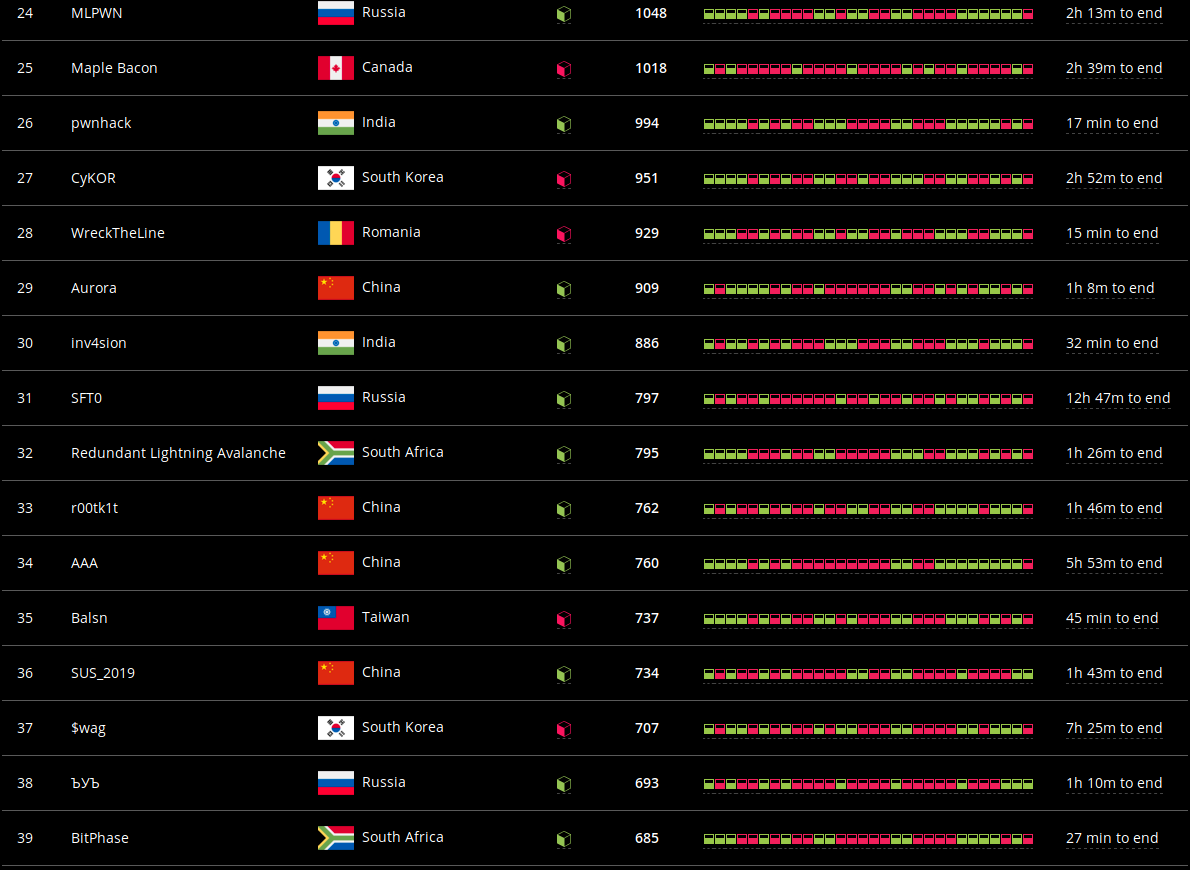 24 MLPWN Russia 1048 2h 13m to end
25 Maple Bacon Canada 1018 2h 39m to end
26 pwnhack India 994 17 min to end
27 CyKOR South Korea 951 2h 52m to end
28 WreckTheLine Romania 929 15 min to end
29 Aurora China 909 1h 8m to end
30 inv4sion India 886 32 min to end
31 SFT0 Russia 797 12h 47m to end
32 Redundant Lightning Avalanche South Africa 795 1h 26m to end
33 r00tk1t China 762 1h 46m to end
34 AAA China 760 5h 53m to end
35 Balsn Taiwan 737 45 min to end
36 SUS_2019 China 734 1h 43m to end
37 $wag South Korea 707 7h 25m to end
38 ЪУЪ Russia 693 1h 10m to end
39 BitPhase South Africa 685 27 min to end